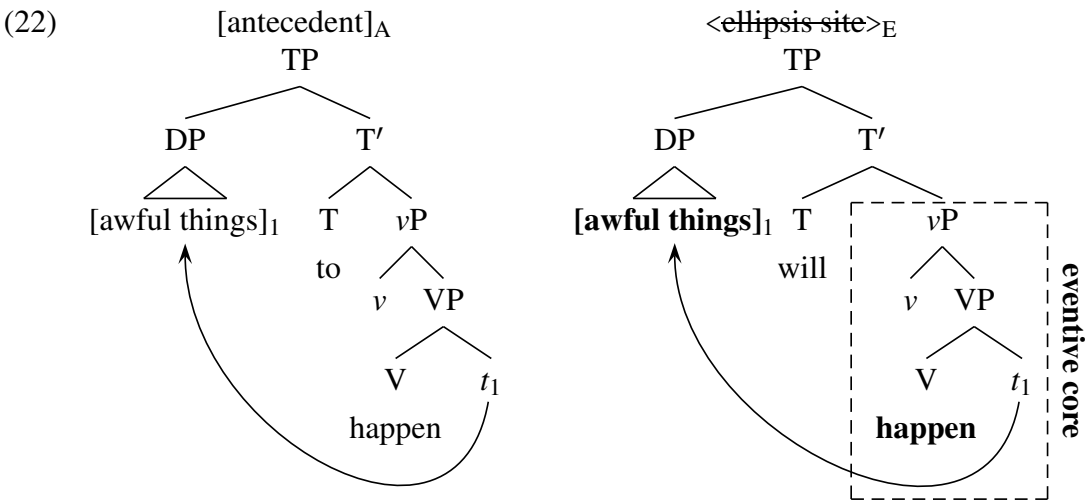 (22) [antecedent]A <ellipsis site>E
TP TP
DP T′ DP T′
[awful things]1 T vP [awful things]1 T vP
to will
v VP v VP
V t1 V t1
happen happen
eventive core